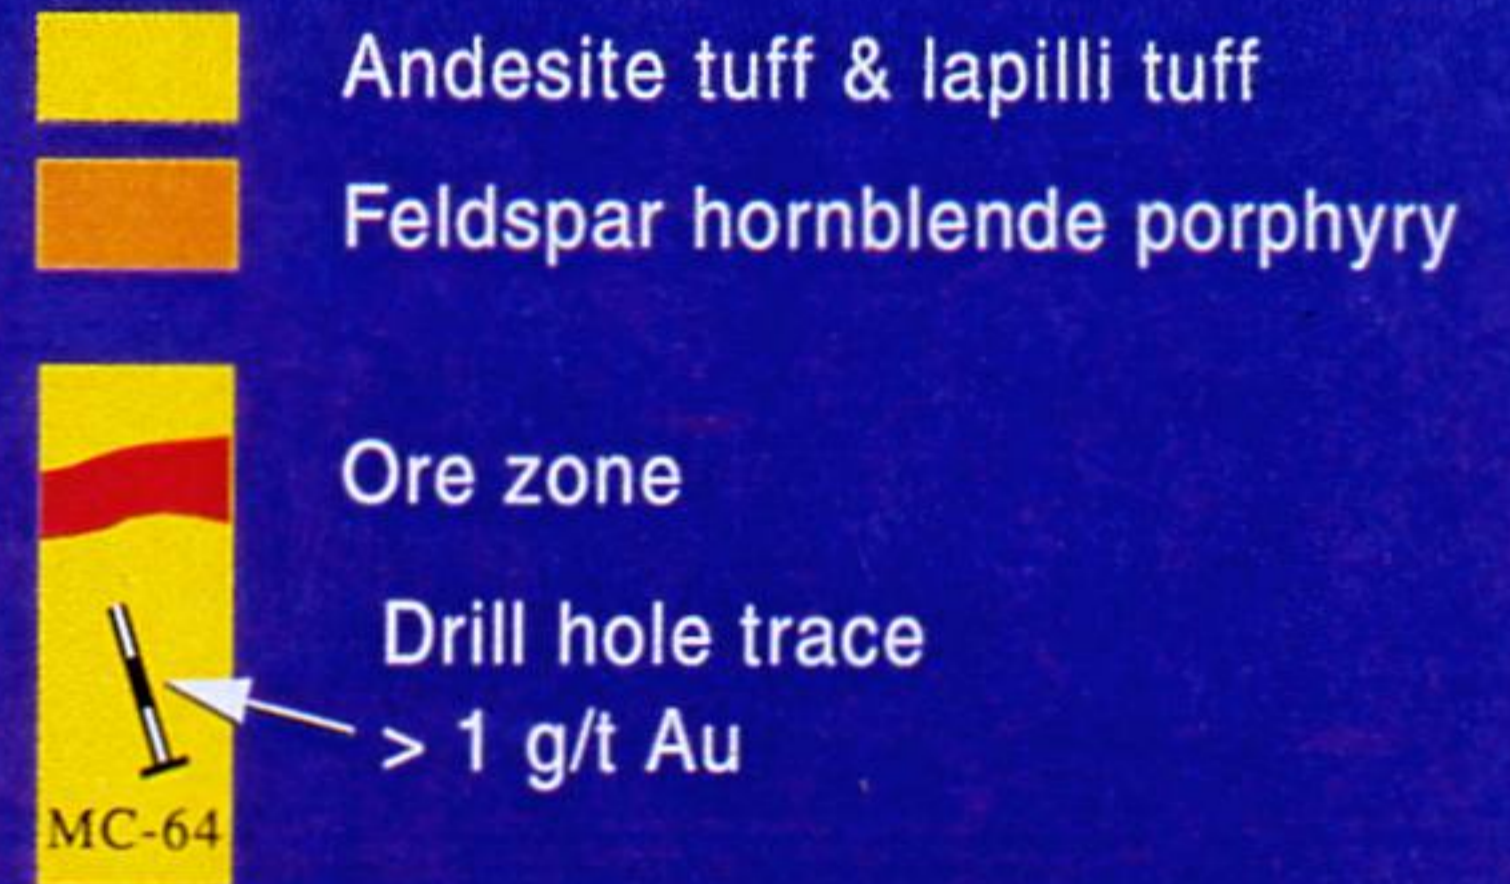 Andesite tuff & lapilli tuff
Feldspar hornblende porphyry
Ore zone
Drill hole trace
> 1 g/t Au
MC-64